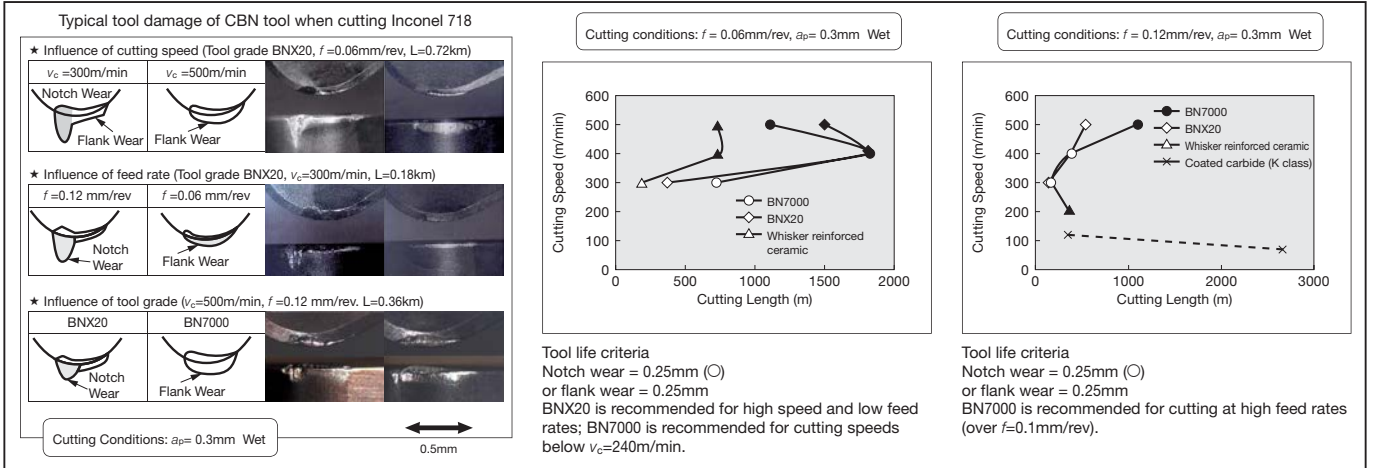 Typical tool damage of CBN tool when cutting Inconel 718
★ Influence of cutting speed (Tool grade BNX20, f =0.06mm/rev, L=0.72km)
vc =300m/min
vc =500m/min
Notch Wear
Flank Wear
Flank Wear
★ Influence of feed rate (Tool grade BNX20, vc=300m/min, L=0.18km)
f =0.12 mm/rev
f =0.06 mm/rev
Notch
Wear
Flank Wear
★ Influence of tool grade (vc=500m/min, f =0.12 mm/rev. L=0.36km)
BNX20
BN7000
Notch
Wear
Flank Wear
Cutting Conditions: ap= 0.3mm Wet
0.5mm
Cutting conditions: f = 0.06mm/rev, ap= 0.3mm Wet
Cutting Speed (m/min)
600
500
400
300
200
100
0
0 500 1000 1500 2000
Cutting Length (m)
BN7000
BNX20
Whisker reinforced
ceramic
Tool life criteria
Notch wear = 0.25mm (○)
or flank wear = 0.25mm
BNX20 is recommended for high speed and low feed
rates; BN7000 is recommended for cutting speeds
below vc=240m/min.
Cutting conditions: f = 0.12mm/rev, ap= 0.3mm Wet
Cutting Speed (m/min)
600
500
400
300
200
100
0
0 1000 2000 3000
Cutting Length (m)
BN7000
BNX20
Whisker reinforced ceramic
Coated carbide (K class)
Tool life criteria
Notch wear = 0.25mm (○)
or flank wear = 0.25mm
BN7000 is recommended for cutting at high feed rates
(over f=0.1mm/rev).